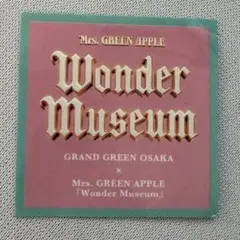 Mrs. GREEN APPLE
Wonder
Museum
GRAND GREEN OSAKA
×
Mrs. GREEN APPLE
『Wonder Museum』